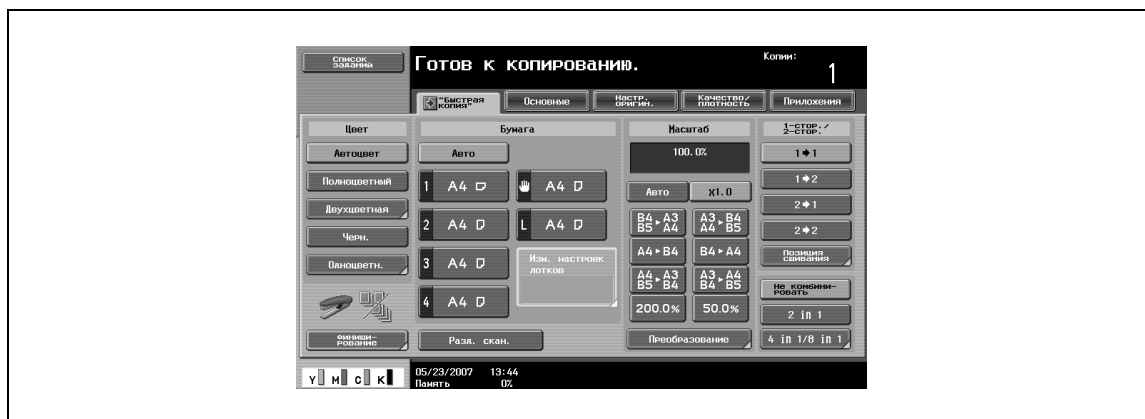 Список
заданий
Готов к копированию.
Копии:
1
"Быстрая
копия"
Основные
Настр.
оригин.
Качество/
плотность
Приложения
Цвет
Бумага
Масштаб
1-стор./
2-стор.
Автоцвет
Полноцветный
Двухцветная
Черн.
Одноцветн.
Финиши-
рование
Авто
1 A4
2 A4
3 A4
4 A4
A4
L A4
Изм. настроек
лотков
Разд. скан.
100.0%
Авто
x1.0
B4▸A3
B5▸A4
A3▸B4
A4▸B5
A4▸B4
B4▸A4
A4▸A3
B5▸B4
A3▸A4
B4▸B5
200.0%
50.0%
Преобразование
1➧1
1➧2
2➧1
2➧2
Позиция
сшивания
Не комбини-
ровать
2 in 1
4 in 1/8 in 1
Y M C K
05/23/2007 13:44
Память 0%